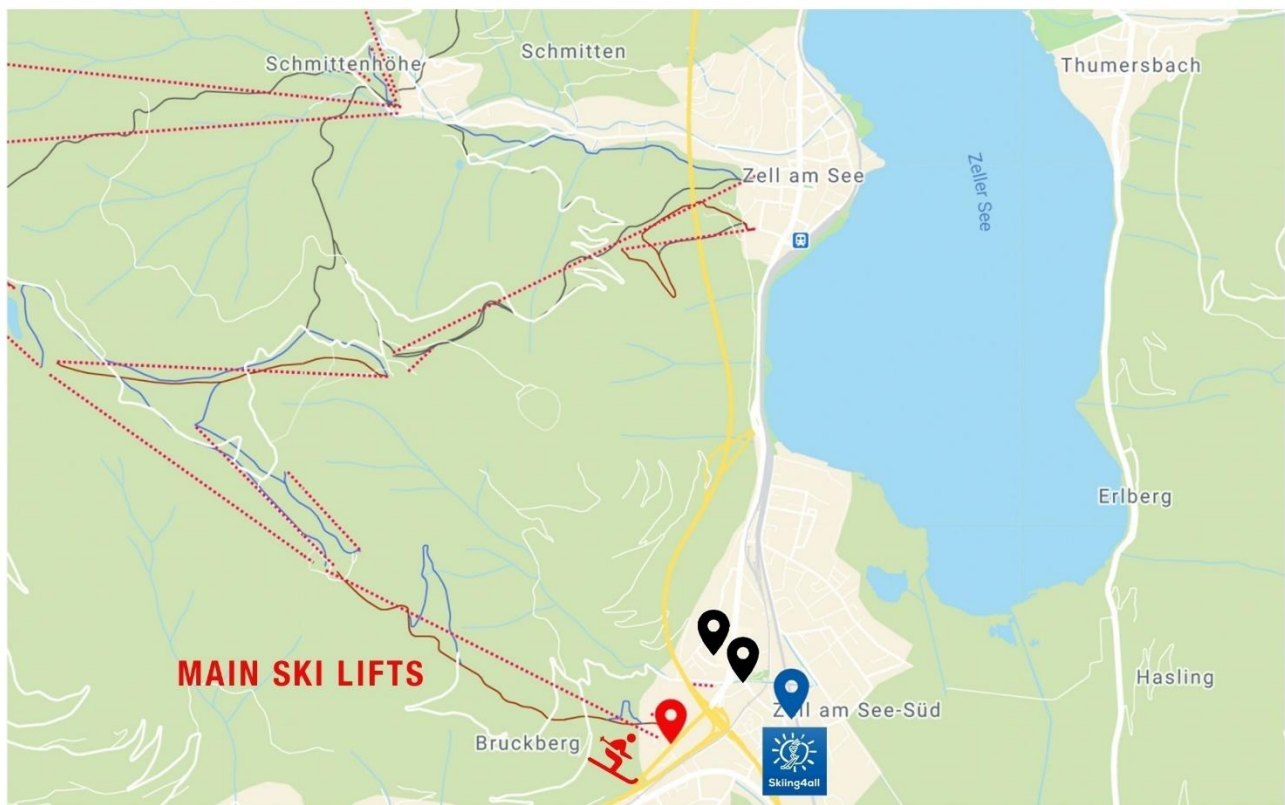 Schmitten
Schmittenhöhe
Thumersbach
Zell am See
Zeller See
Erlberg
MAIN SKI LIFTS
Hasling
Zell am See-Süd
Bruckberg
Skiing4all